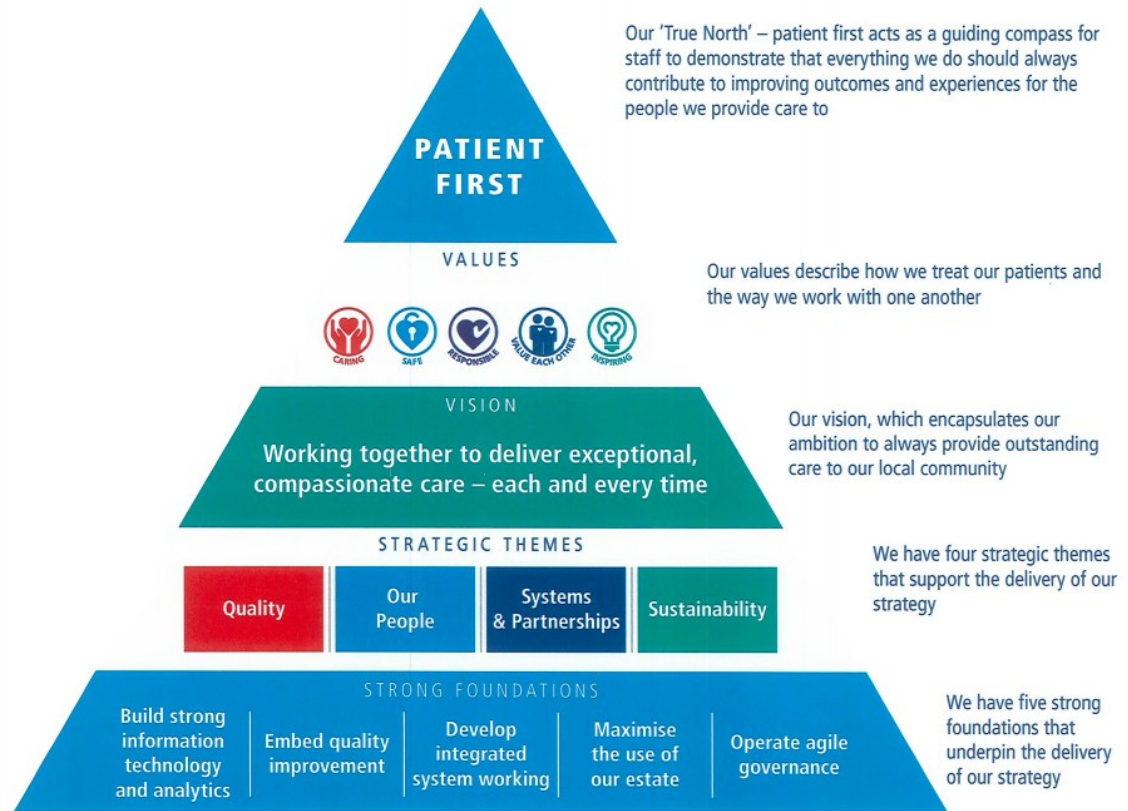 Our 'True North' – patient first acts as a guiding compass for
staff to demonstrate that everything we do should always
contribute to improving outcomes and experiences for the
people we provide care to
PATIENT
FIRST
VALUES
Our values describe how we treat our patients and
the way we work with one another
CARING
SAFE
RESPONSIBLE
VALUE EACH OTHER
INSPIRING
VISION
Working together to deliver exceptional,
compassionate care – each and every time
Our vision, which encapsulates our
ambition to always provide outstanding
care to our local community
STRATEGIC THEMES
Quality
Our
People
Systems
& Partnerships
Sustainability
We have four strategic themes
that support the delivery of our
strategy
STRONG FOUNDATIONS
Build strong
information
technology
and analytics
Embed quality
improvement
Develop
integrated
system working
Maximise
the use of
our estate
Operate agile
governance
We have five strong
foundations that
underpin the delivery
of our strategy